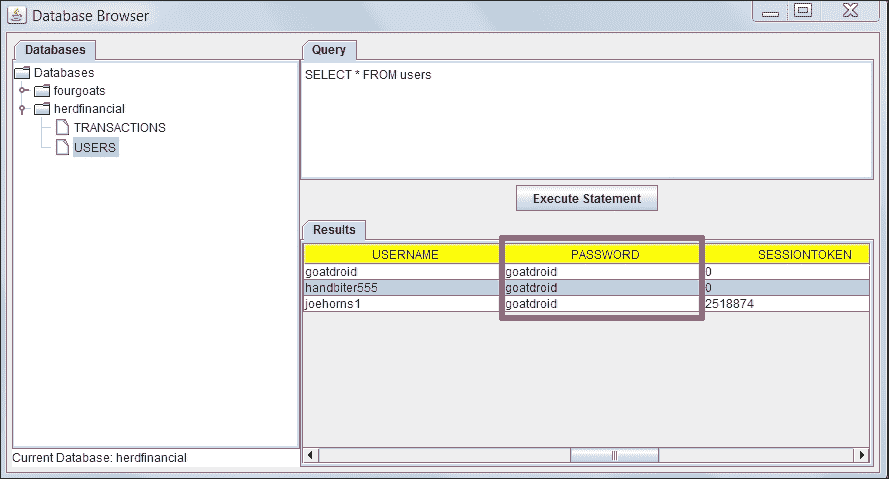 Database Browser
Databases
Databases
fourgoats
herdfinancial
TRANSACTIONS
USERS
Current Database: herdfinancial
Query
SELECT * FROM users
Execute Statement
Results
USERNAME PASSWORD SESSIONTOKEN
goatdroid goatdroid 0
handbiter555 goatdroid 0
joehorns1 goatdroid 2518874